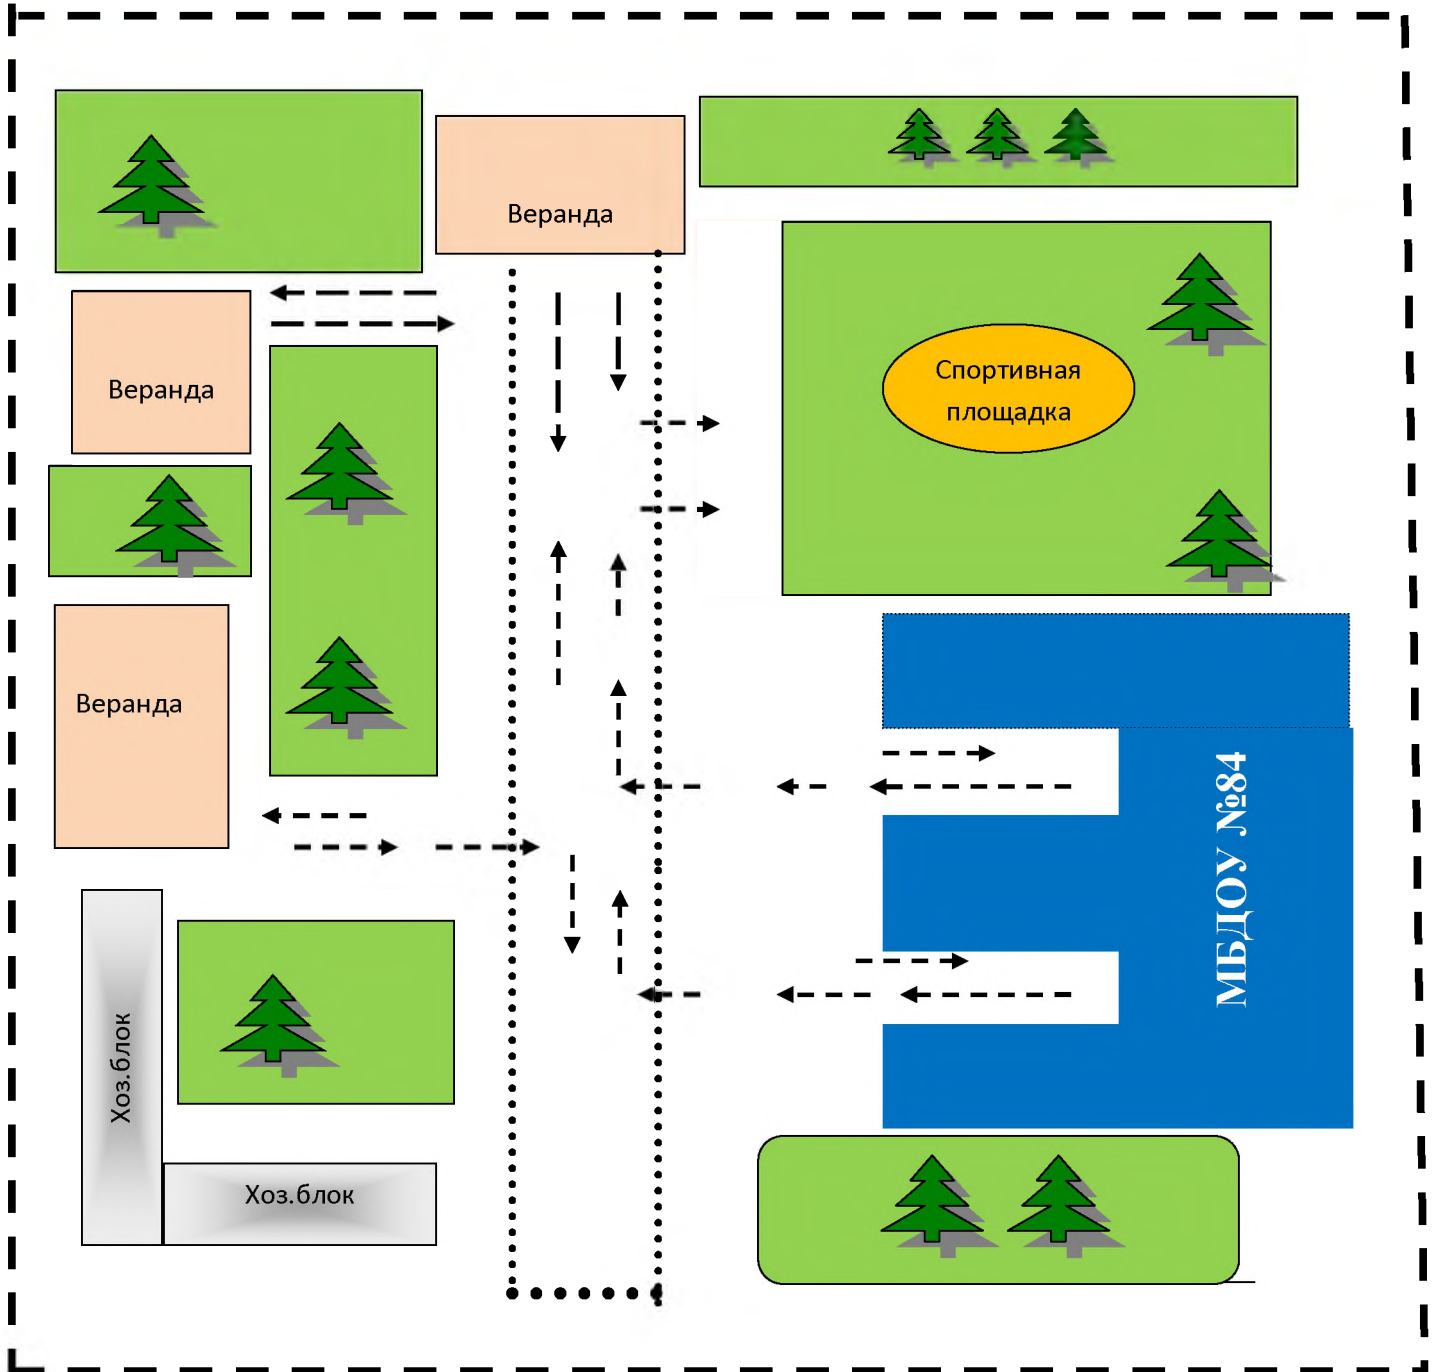 Веранда
Веранда
Спортивная
площадка
Веранда
МБДОУ №84
Хоз.блок
Хоз.блок